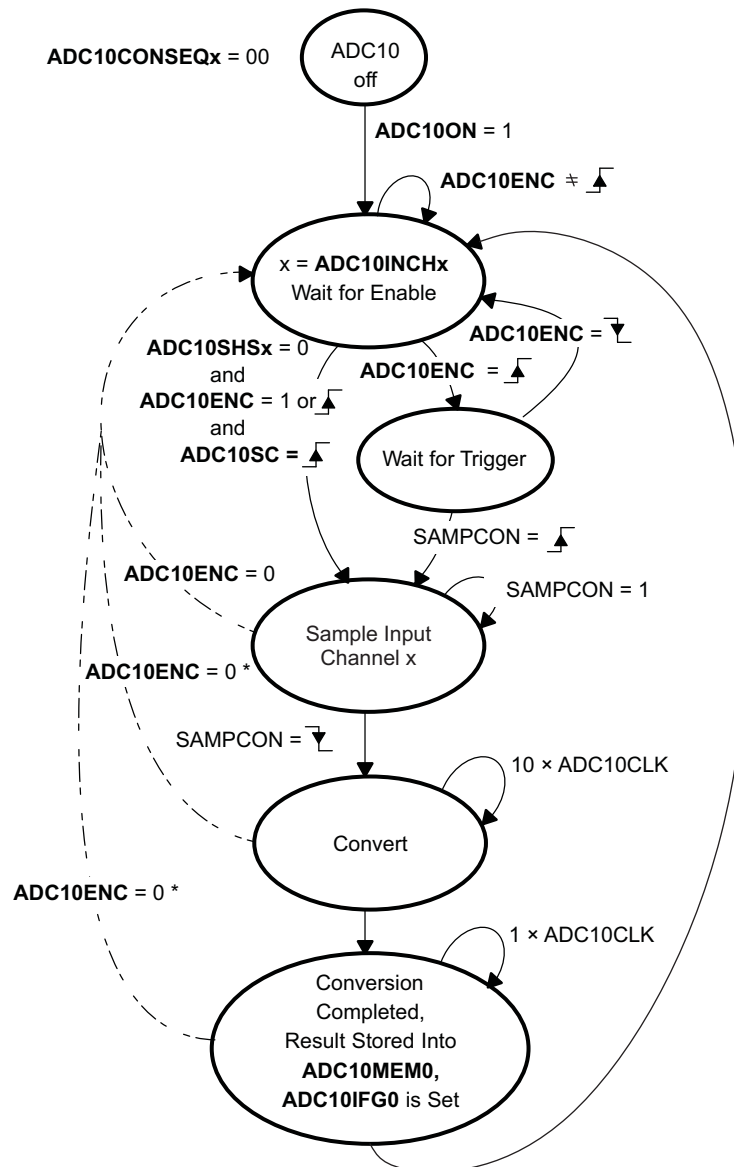 ADC10CONSEQx = 00
ADC10
off
ADC10ON = 1
ADC10ENC ≠
x = ADC10INCHx
Wait for Enable
ADC10SHSx = 0
and
ADC10ENC = 1 or
and
ADC10SC =
ADC10ENC =
ADC10ENC =
Wait for Trigger
SAMPCON =
ADC10ENC = 0
SAMPCON = 1
Sample Input
Channel x
ADC10ENC = 0 *
SAMPCON =
10 × ADC10CLK
Convert
ADC10ENC = 0 *
1 × ADC10CLK
Conversion
Completed,
Result Stored Into
ADC10MEM0,
ADC10IFG0 is Set